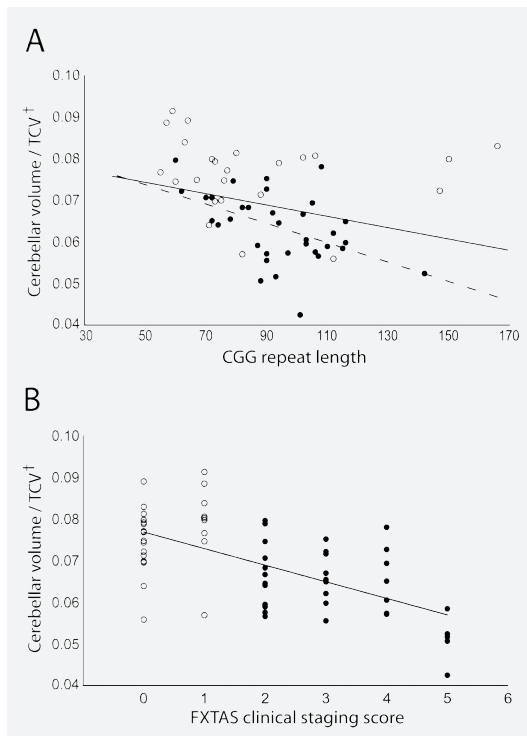 A
0.10
0.09
0.08
0.07
0.06
0.05
0.04
Cerebellar volume / TCV†
30 50 70 90 110 130 150 170
CGG repeat length
B
0.10
0.09
0.08
0.07
0.06
0.05
0.04
Cerebellar volume / TCV†
0 1 2 3 4 5 6
FXTAS clinical staging score